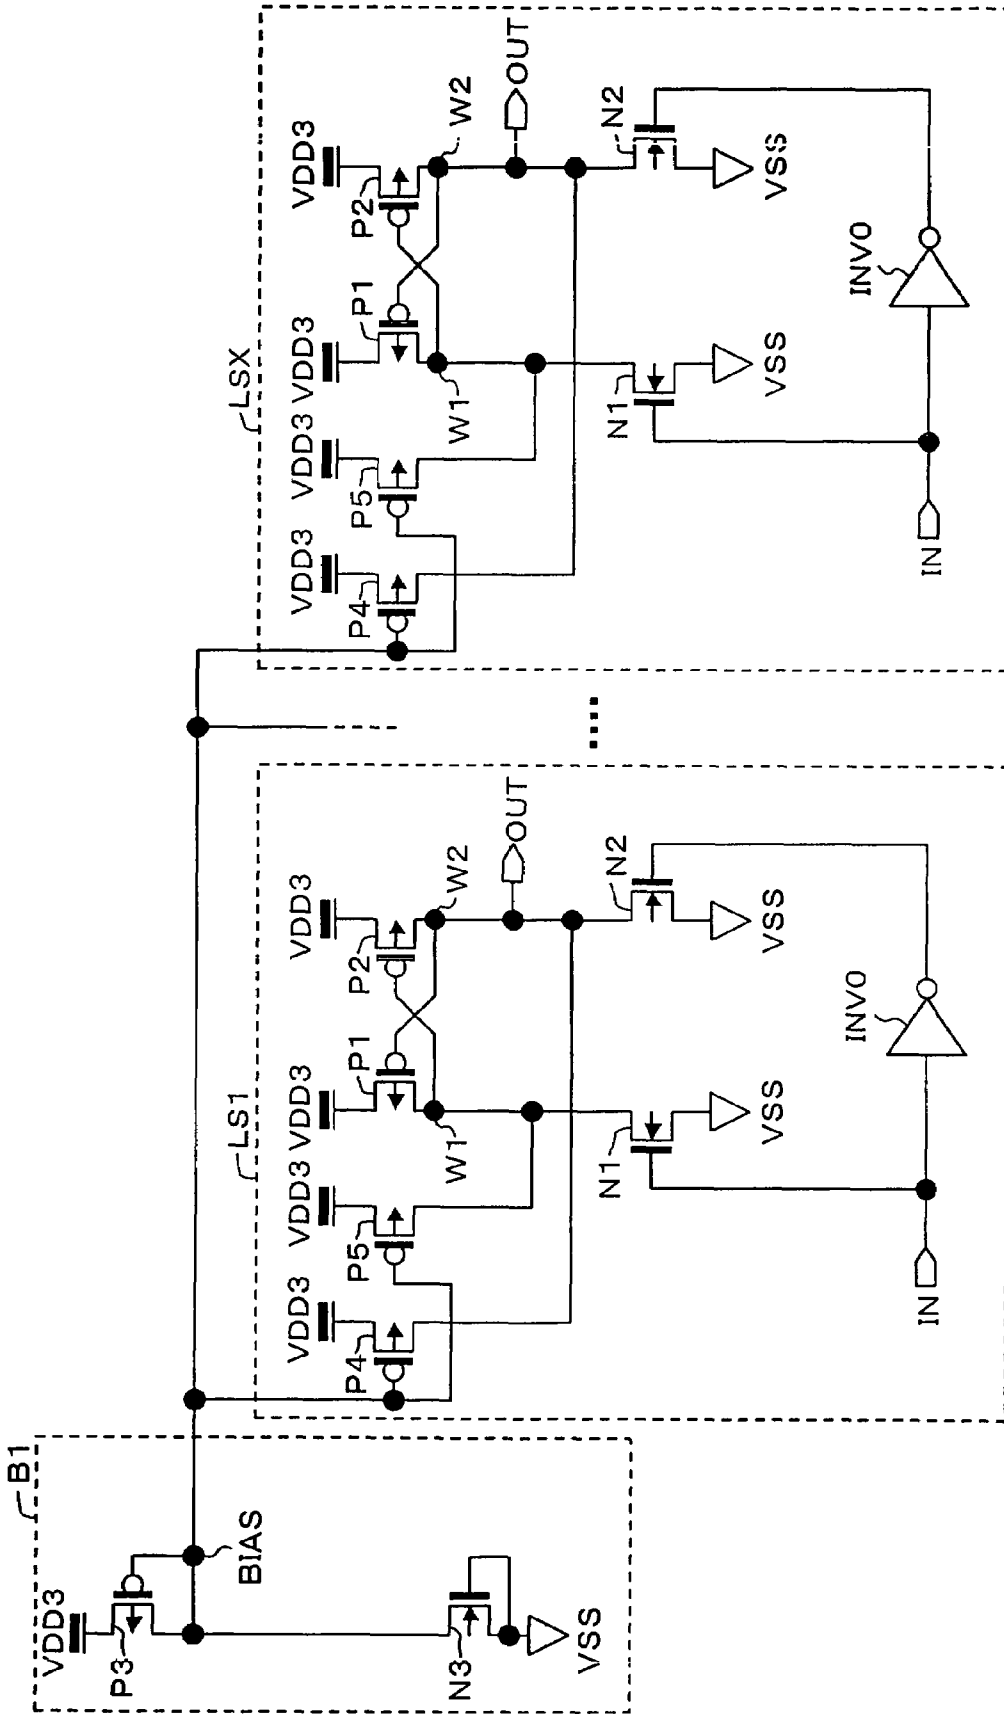 B1
VDD3
P3
BIAS
N3
VSS
LS1
VDD3
VDD3
VDD3
VDD3
P4
P5
P1
P2
W1
W2
OUT
N1
N2
VSS
VSS
IN
INV0
....
LSX
VDD3
VDD3
VDD3
VDD3
P4
P5
P1
P2
W1
W2
OUT
N1
N2
VSS
VSS
IN
INV0